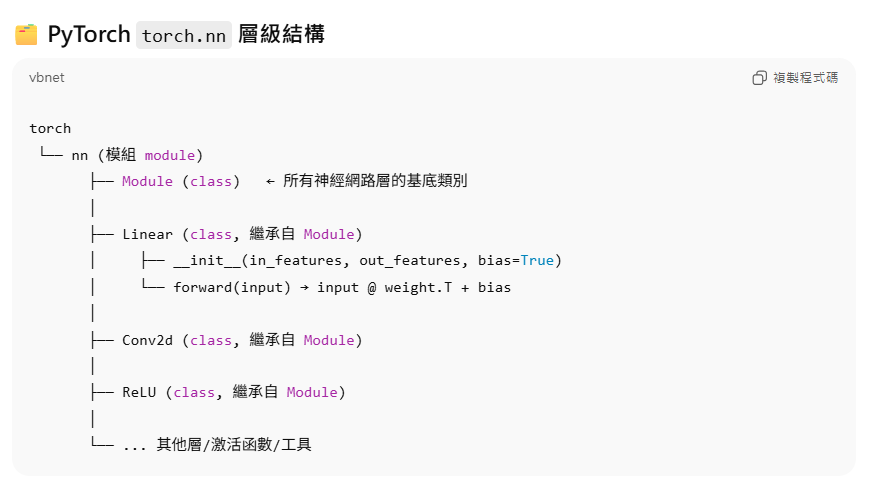 PyTorch torch.nn 層級結構
vbnet 複製程式碼
torch
└── nn (模組 module)
├── Module (class) ← 所有神經網路層的基底類別
│
├── Linear (class, 繼承自 Module)
│ ├── __init__(in_features, out_features, bias=True)
│ └── forward(input) → input @ weight.T + bias
│
├── Conv2d (class, 繼承自 Module)
│
├── ReLU (class, 繼承自 Module)
│
└── ... 其他層/激活函數/工具